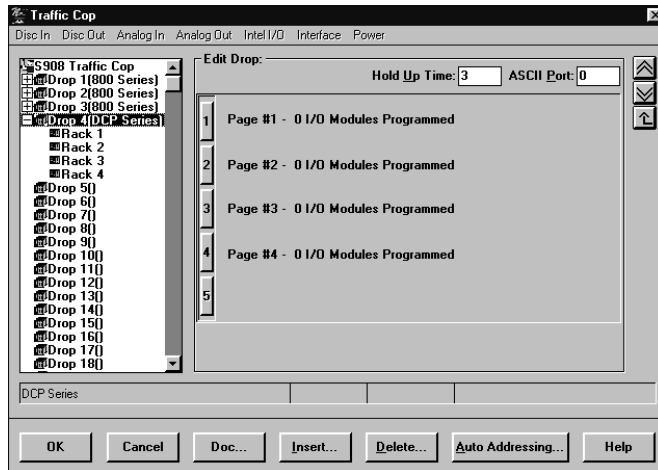 Traffic Cop
Disc In Disc Out Analog In Analog Out Intel I/O Interface Power
S908 Traffic Cop
Drop 1(800 Series)
Drop 2(800 Series)
Drop 3(800 Series)
Drop 4(DCP Series)
Rack 1
Rack 2
Rack 3
Rack 4
Drop 5()
Drop 6()
Drop 7()
Drop 8()
Drop 9()
Drop 10()
Drop 11()
Drop 12()
Drop 13()
Drop 14()
Drop 15()
Drop 16()
Drop 17()
Drop 18()
Edit Drop:
Hold Up Time: 3 ASCII Port: 0
1 Page #1 - 0 I/O Modules Programmed
2 Page #2 - 0 I/O Modules Programmed
3 Page #3 - 0 I/O Modules Programmed
4 Page #4 - 0 I/O Modules Programmed
5
DCP Series
OK Cancel Doc... Insert... Delete... Auto Addressing... Help